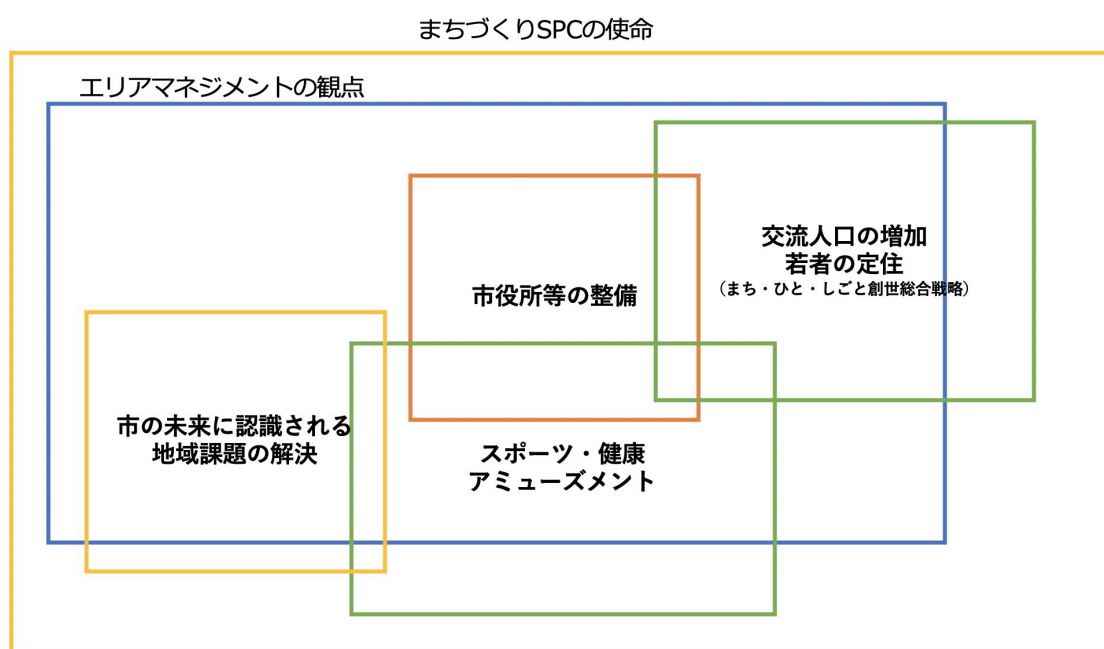 まちづくりSPCの使命
エリアマネジメントの観点
交流人口の増加
若者の定住
（まち・ひと・しごと創世総合戦略）
市役所等の整備
市の未来に認識される
地域課題の解決
スポーツ・健康
アミューズメント